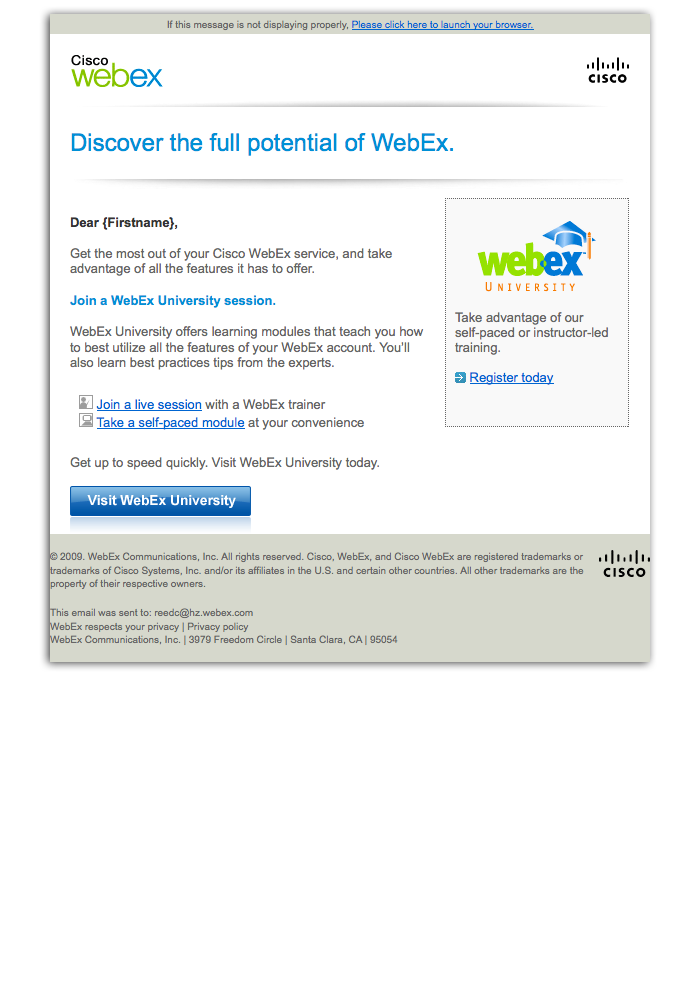 If this message is not displaying properly, Please click here to launch your browser.
Cisco
webex
CISCO
Discover the full potential of WebEx.
Dear {Firstname},
Get the most out of your Cisco WebEx service, and take
advantage of all the features it has to offer.
Join a WebEx University session.
WebEx University offers learning modules that teach you how
to best utilize all the features of your WebEx account. You'll
also learn best practices tips from the experts.
Join a live session with a WebEx trainer
Take a self-paced module at your convenience
Get up to speed quickly. Visit WebEx University today.
Visit WebEx University
webex™
UNIVERSITY
Take advantage of our
self-paced or instructor-led
training.
Register today
© 2009. WebEx Communications, Inc. All rights reserved. Cisco, WebEx, and Cisco WebEx are registered trademarks or
trademarks of Cisco Systems, Inc. and/or its affiliates in the U.S. and certain other countries. All other trademarks are the
property of their respective owners.
CISCO
This email was sent to: reedc@hz.webex.com
WebEx respects your privacy | Privacy policy
WebEx Communications, Inc. | 3979 Freedom Circle | Santa Clara, CA | 95054